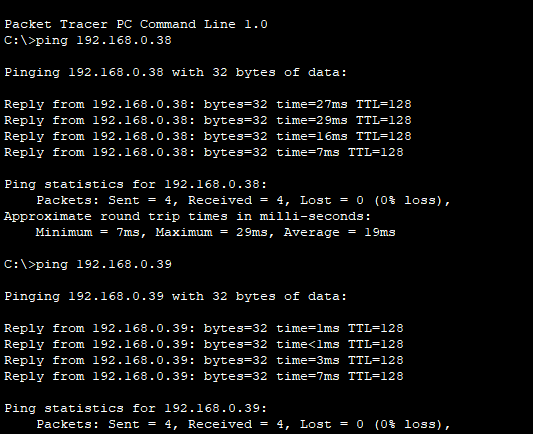 Packet Tracer PC Command Line 1.0
C:\>ping 192.168.0.38
Pinging 192.168.0.38 with 32 bytes of data:
Reply from 192.168.0.38: bytes=32 time=27ms TTL=128
Reply from 192.168.0.38: bytes=32 time=29ms TTL=128
Reply from 192.168.0.38: bytes=32 time=16ms TTL=128
Reply from 192.168.0.38: bytes=32 time=7ms TTL=128
Ping statistics for 192.168.0.38:
Packets: Sent = 4, Received = 4, Lost = 0 (0% loss),
Approximate round trip times in milli-seconds:
Minimum = 7ms, Maximum = 29ms, Average = 19ms
C:\>ping 192.168.0.39
Pinging 192.168.0.39 with 32 bytes of data:
Reply from 192.168.0.39: bytes=32 time=1ms TTL=128
Reply from 192.168.0.39: bytes=32 time<1ms TTL=128
Reply from 192.168.0.39: bytes=32 time=3ms TTL=128
Reply from 192.168.0.39: bytes=32 time=7ms TTL=128
Ping statistics for 192.168.0.39:
Packets: Sent = 4, Received = 4, Lost = 0 (0% loss),